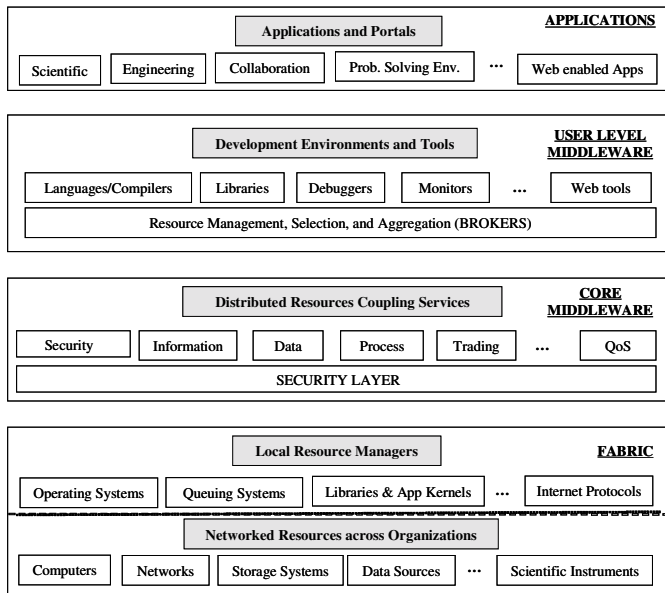 APPLICATIONS
Applications and Portals
Scientific Engineering Collaboration Prob. Solving Env. ... Web enabled Apps
USER LEVEL
MIDDLEWARE
Development Environments and Tools
Languages/Compilers Libraries Debuggers Monitors ... Web tools
Resource Management, Selection, and Aggregation (BROKERS)
CORE
MIDDLEWARE
Distributed Resources Coupling Services
Security Information Data Process Trading ... QoS
SECURITY LAYER
Local Resource Managers
FABRIC
Operating Systems Queuing Systems Libraries & App Kernels ... Internet Protocols
Networked Resources across Organizations
Computers Networks Storage Systems Data Sources ... Scientific Instruments